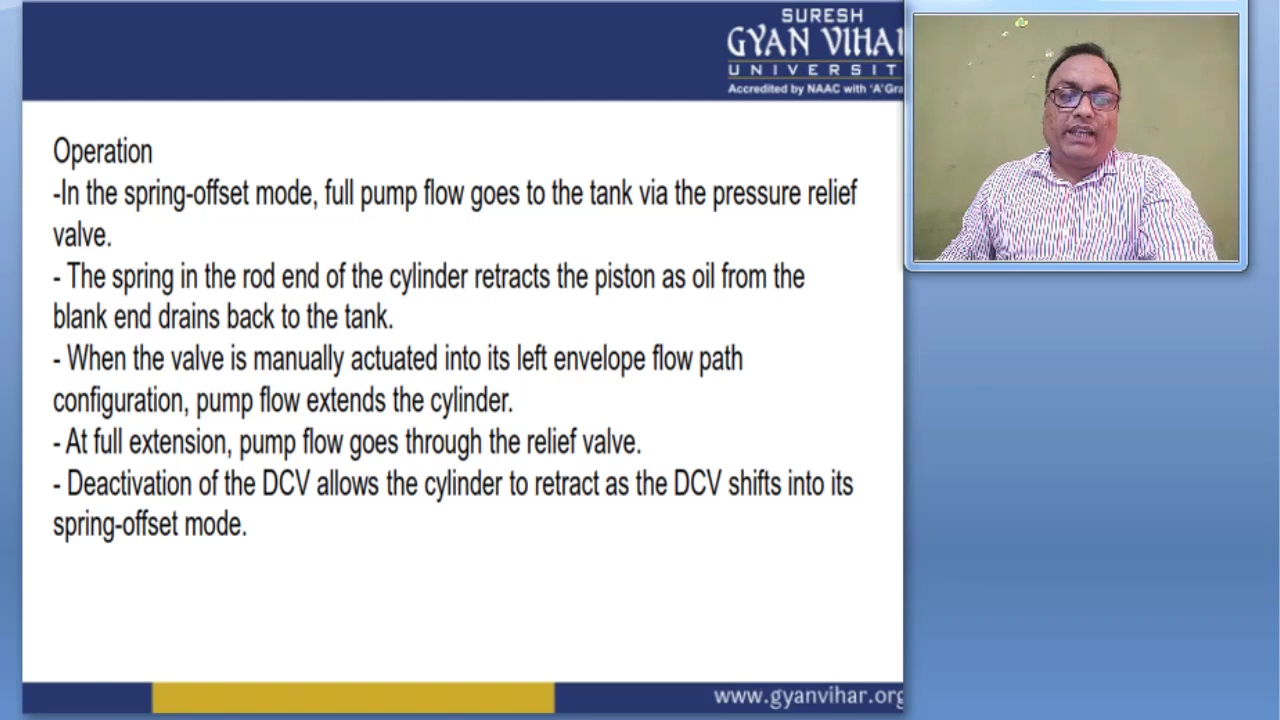 SURESH
GYAN VIHAR
UNIVERSIT
Accredited by NAAC with 'A' Gra
Operation
-In the spring-offset mode, full pump flow goes to the tank via the pressure relief
valve.
- The spring in the rod end of the cylinder retracts the piston as oil from the
blank end drains back to the tank.
- When the valve is manually actuated into its left envelope flow path
configuration, pump flow extends the cylinder.
- At full extension, pump flow goes through the relief valve.
- Deactivation of the DCV allows the cylinder to retract as the DCV shifts into its
spring-offset mode.
www.gyanvihar.org